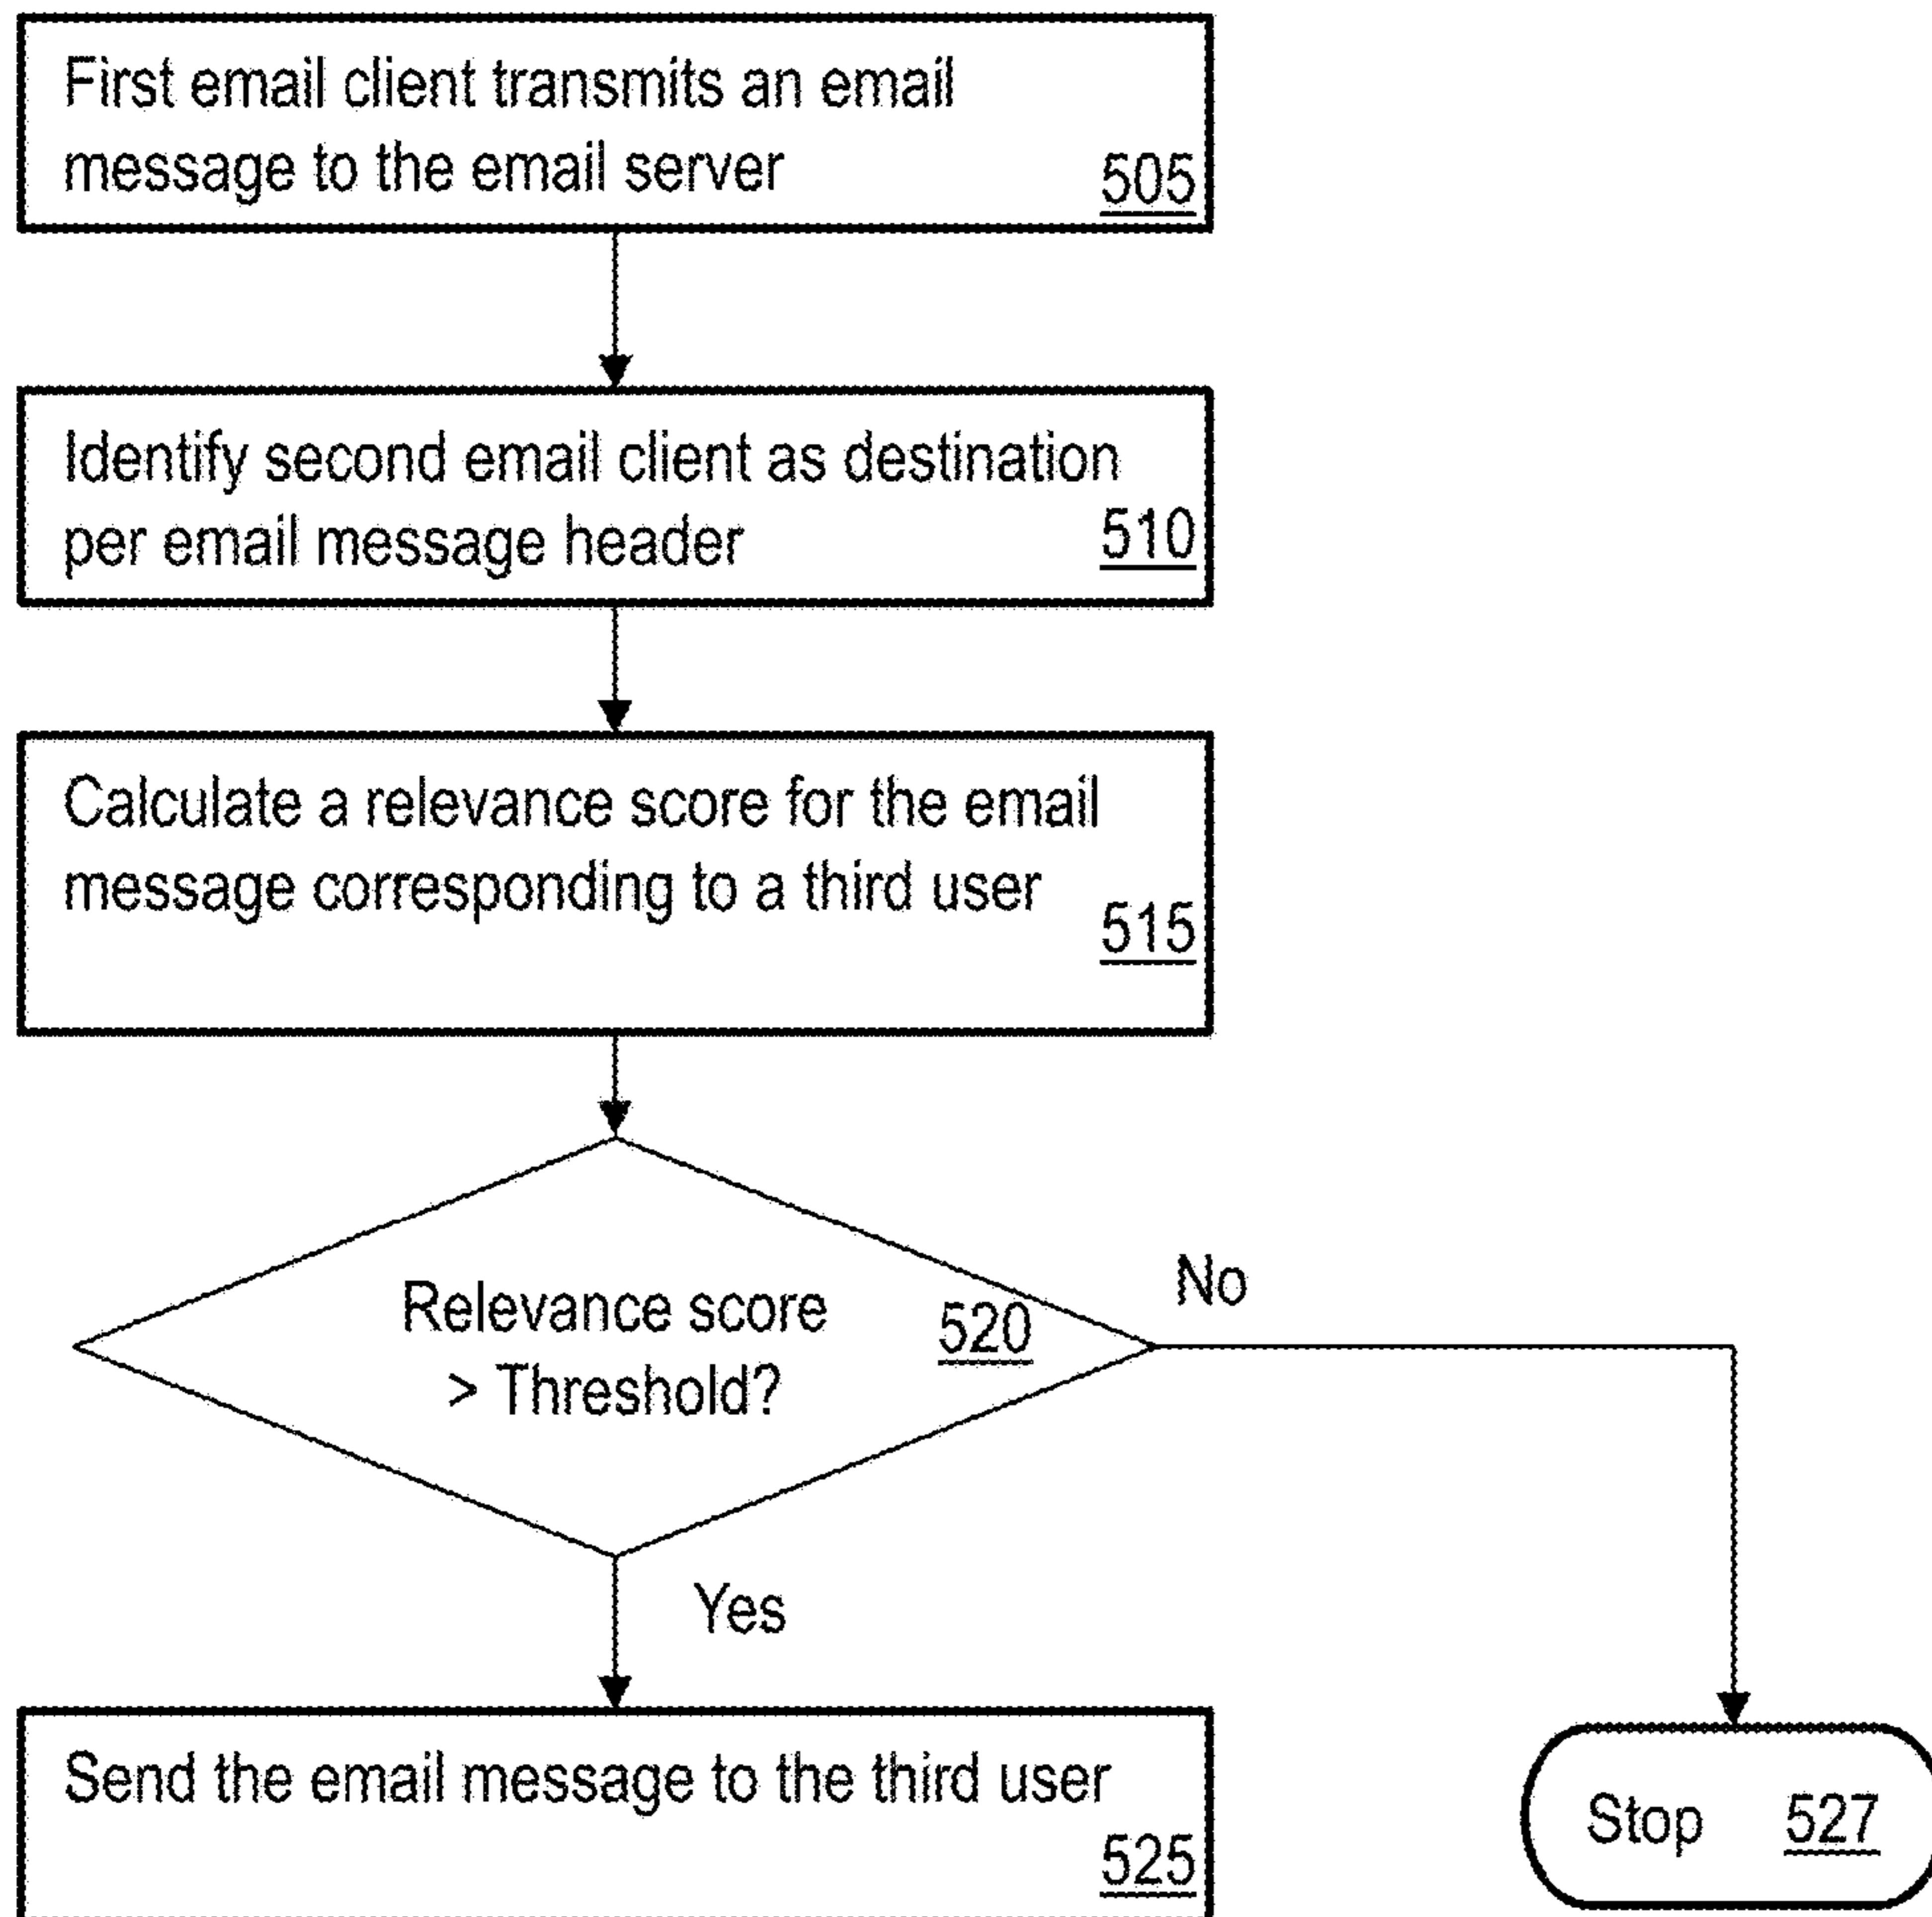 First email client transmits an email
message to the email server
505
Identify second email client as destination
per email message header
510
Calculate a relevance score for the email
message corresponding to a third user
515
Relevance score
> Threshold?
520
No
Yes
Send the email message to the third user
525
Stop 527